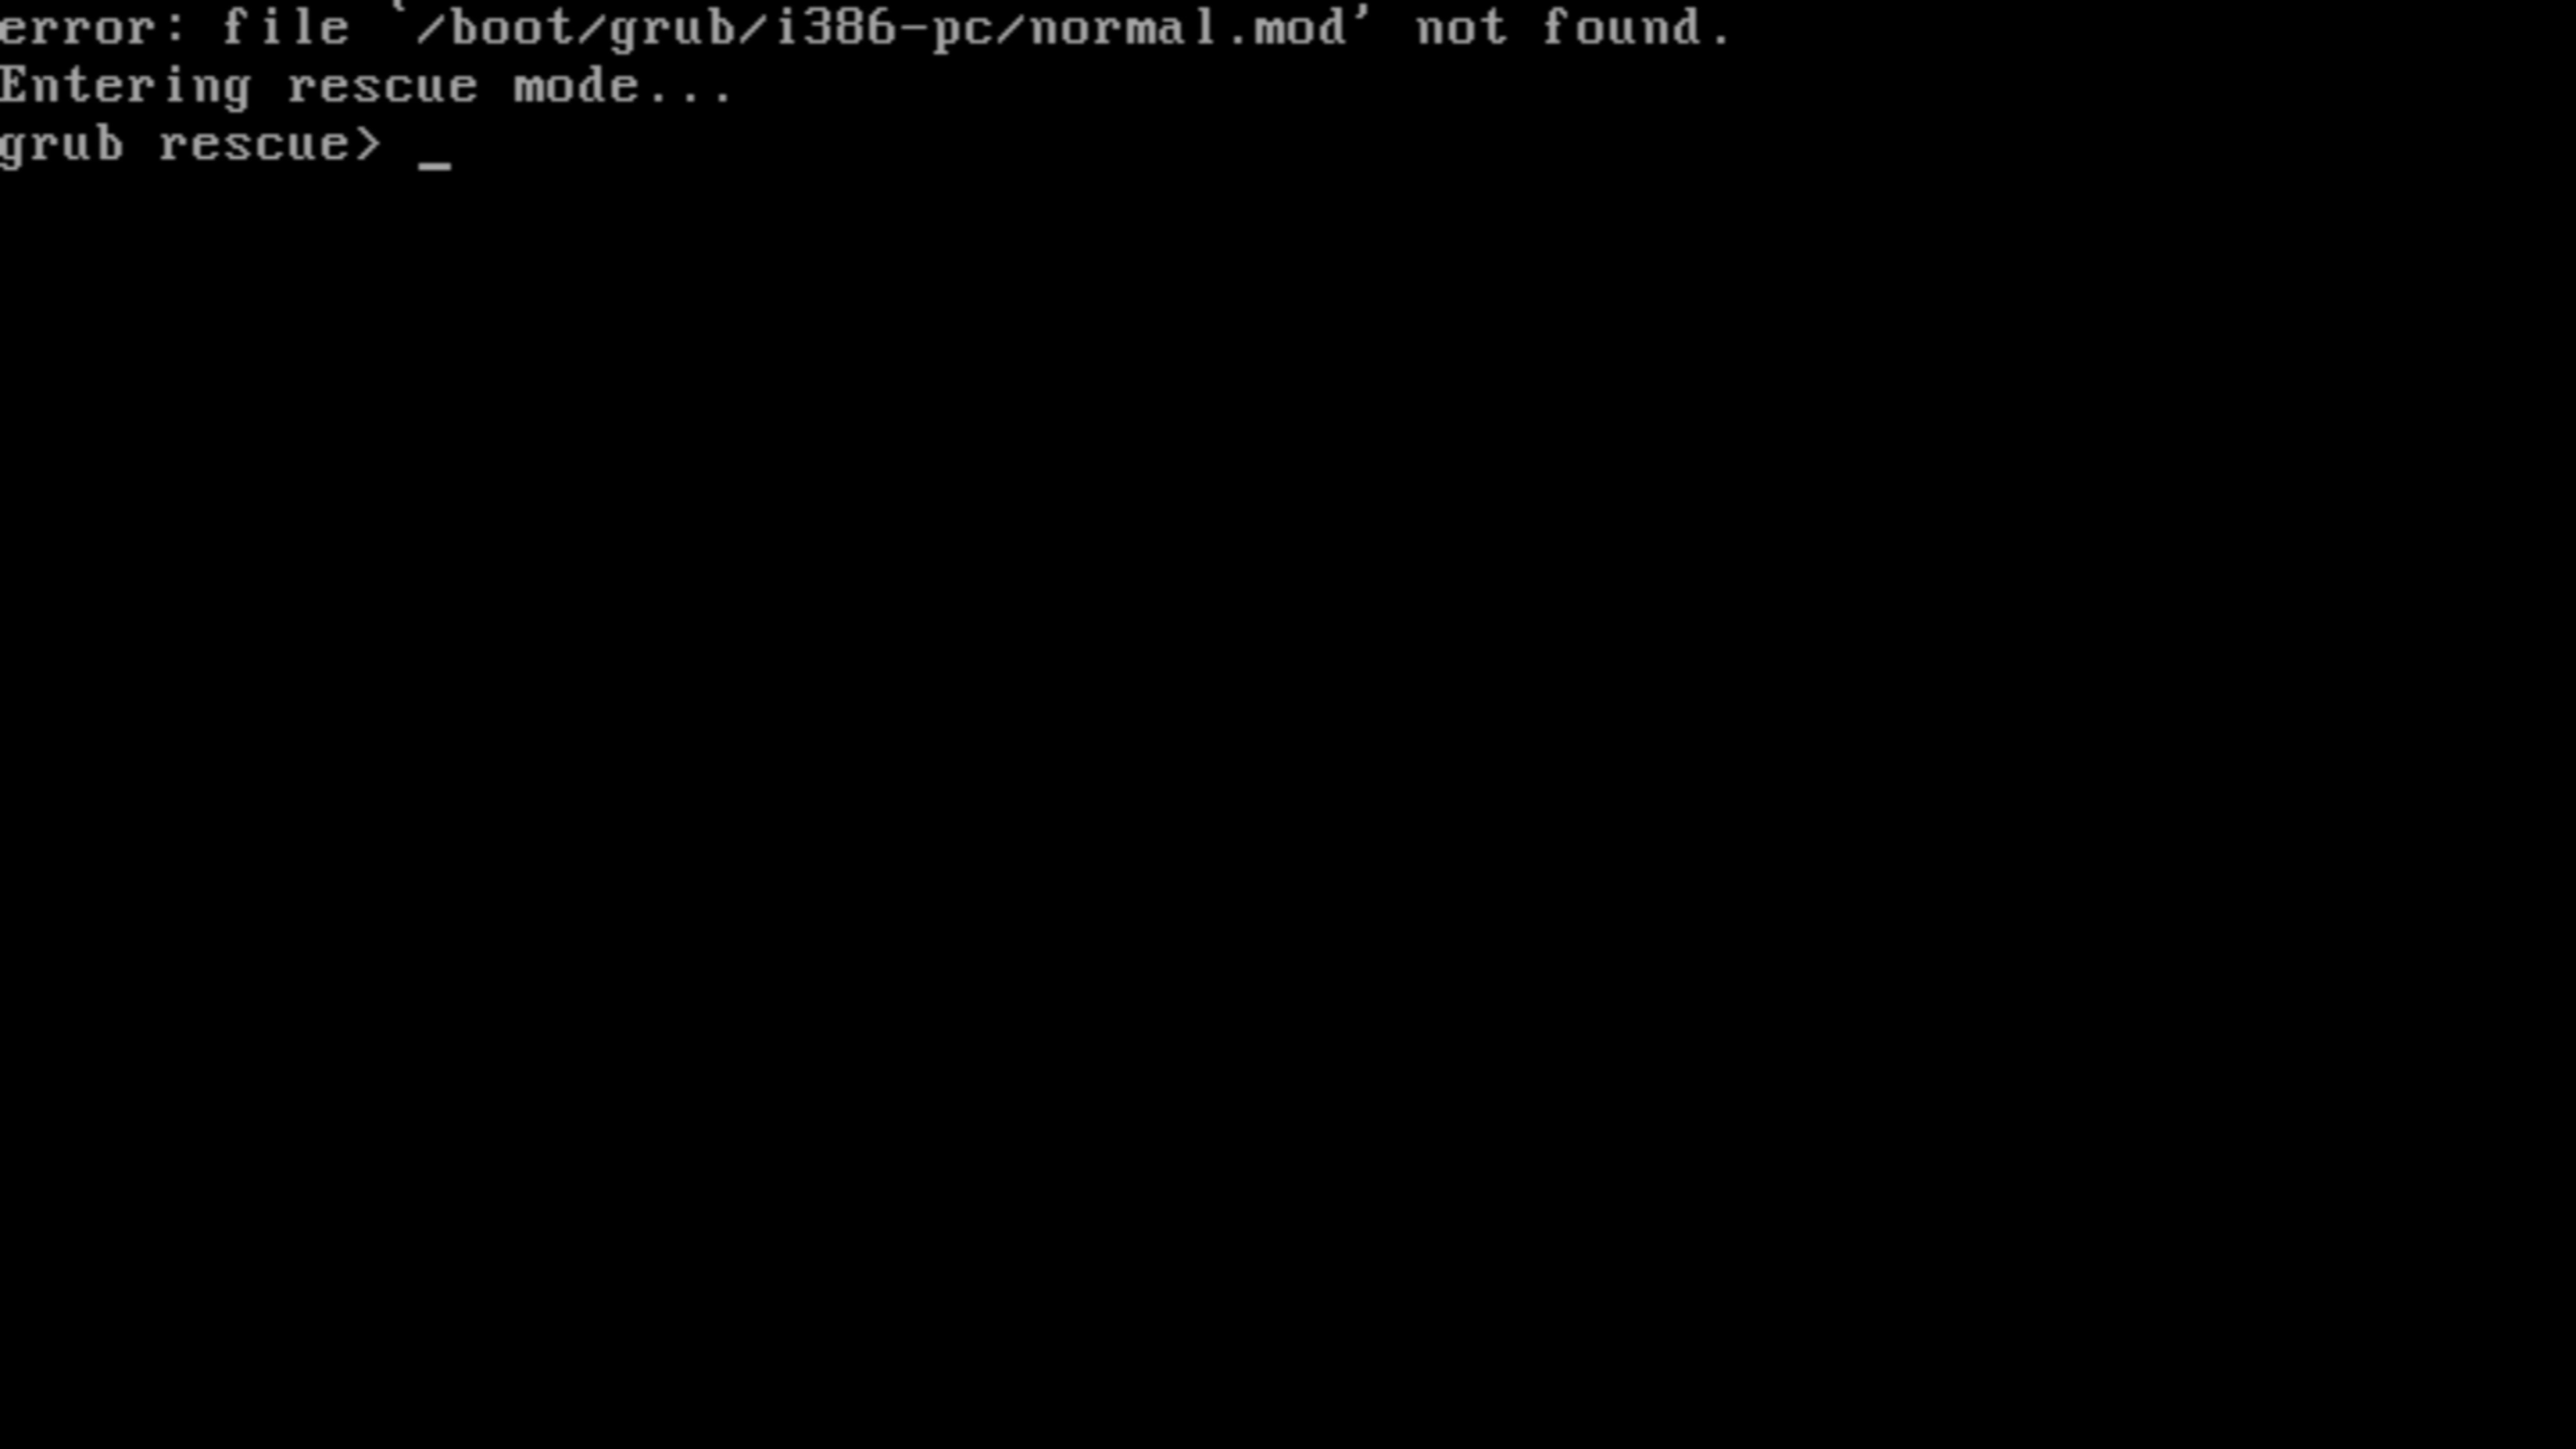 error: file `/boot/grub/i386-pc/normal.mod' not found.
Entering rescue mode...
grub rescue> _